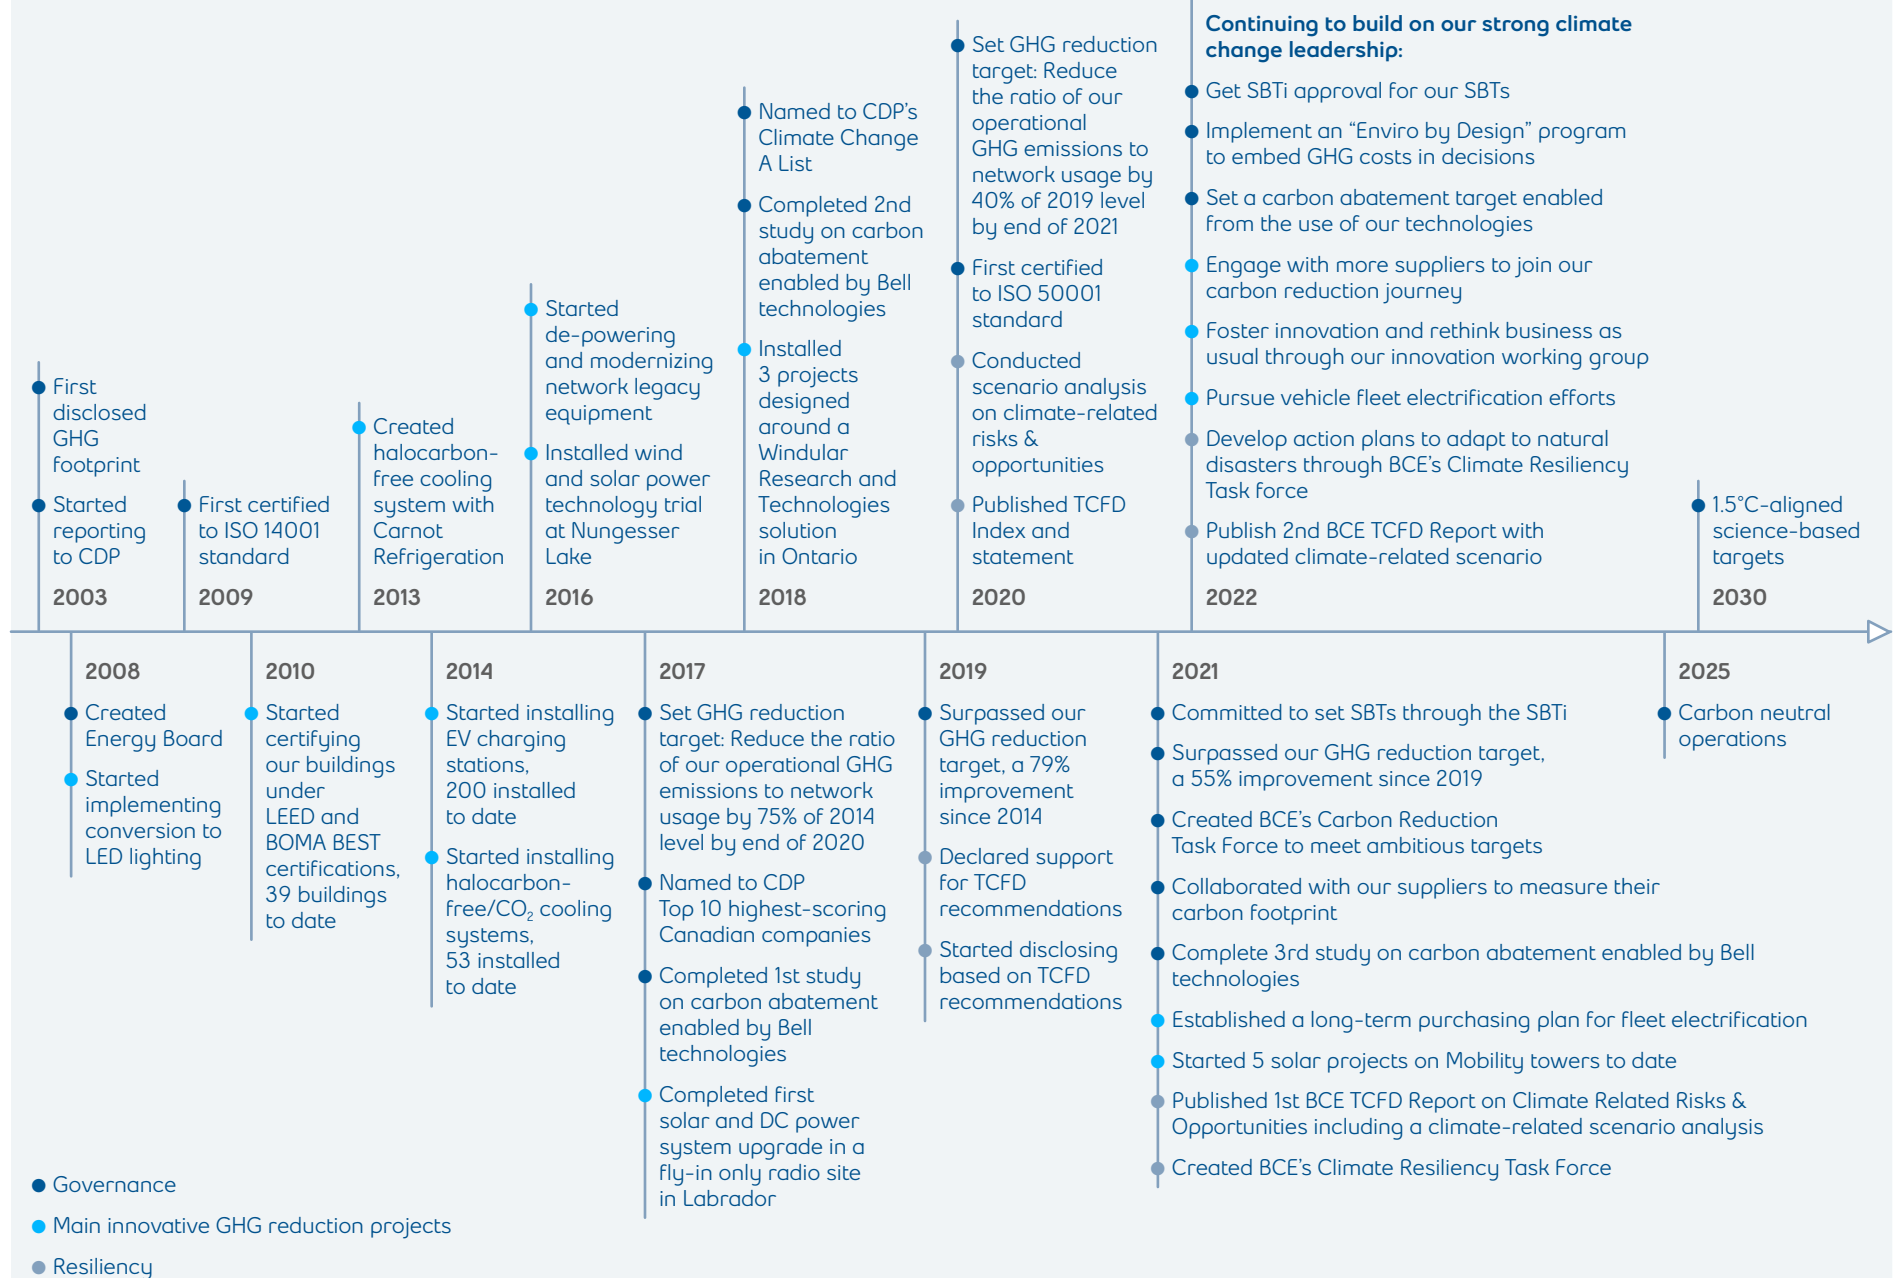 First
disclosed
GHG
footprint
Started
reporting
to CDP
2003
First certified
to ISO 14001
standard
2009
Created
halocarbon-
free cooling
system with
Carnot
Refrigeration
2013
Started
de-powering
and modernizing
network legacy
equipment
Installed wind
and solar power
technology trial
at Nungesser
Lake
2016
Named to CDP’s
Climate Change
A List
Completed 2nd
study on carbon
abatement
enabled by Bell
technologies
Installed
3 projects
designed
around a
Windular
Research and
Technologies
solution
in Ontario
2018
Set GHG reduction
target: Reduce
the ratio of our
operational
GHG emissions to
network usage by
40% of 2019 level
by end of 2021
First certified
to ISO 50001
standard
Conducted
scenario analysis
on climate-related
risks &
opportunities
Published TCFD
Index and
statement
2020
Continuing to build on our strong climate
change leadership:
Get SBTi approval for our SBTs
Implement an “Enviro by Design” program
to embed GHG costs in decisions
Set a carbon abatement target enabled
from the use of our technologies
Engage with more suppliers to join our
carbon reduction journey
Foster innovation and rethink business as
usual through our innovation working group
Pursue vehicle fleet electrification efforts
Develop action plans to adapt to natural
disasters through BCE’s Climate Resiliency
Task force
Publish 2nd BCE TCFD Report with
updated climate-related scenario
2022
1.5°C-aligned
science-based
targets
2030
2008
Created
Energy Board
Started
implementing
conversion to
LED lighting
2010
Started
certifying
our buildings
under
LEED and
BOMA BEST
certifications,
39 buildings
to date
2014
Started installing
EV charging
stations,
200 installed
to date
Started installing
halocarbon-
free/CO₂ cooling
systems,
53 installed
to date
2017
Set GHG reduction
target: Reduce the ratio
of our operational GHG
emissions to network
usage by 75% of 2014
level by end of 2020
Named to CDP
Top 10 highest-scoring
Canadian companies
Completed 1st study
on carbon abatement
enabled by Bell
technologies
Completed first
solar and DC power
system upgrade in a
fly-in only radio site
in Labrador
2019
Surpassed our
GHG reduction
target, a 79%
improvement
since 2014
Declared support
for TCFD
recommendations
Started disclosing
based on TCFD
recommendations
2021
Committed to set SBTs through the SBTi
Surpassed our GHG reduction target,
a 55% improvement since 2019
Created BCE’s Carbon Reduction
Task Force to meet ambitious targets
Collaborated with our suppliers to measure their
carbon footprint
Complete 3rd study on carbon abatement enabled by Bell
technologies
Established a long-term purchasing plan for fleet electrification
Started 5 solar projects on Mobility towers to date
Published 1st BCE TCFD Report on Climate Related Risks &
Opportunities including a climate-related scenario analysis
Created BCE’s Climate Resiliency Task Force
2025
Carbon neutral
operations
Governance
Main innovative GHG reduction projects
Resiliency